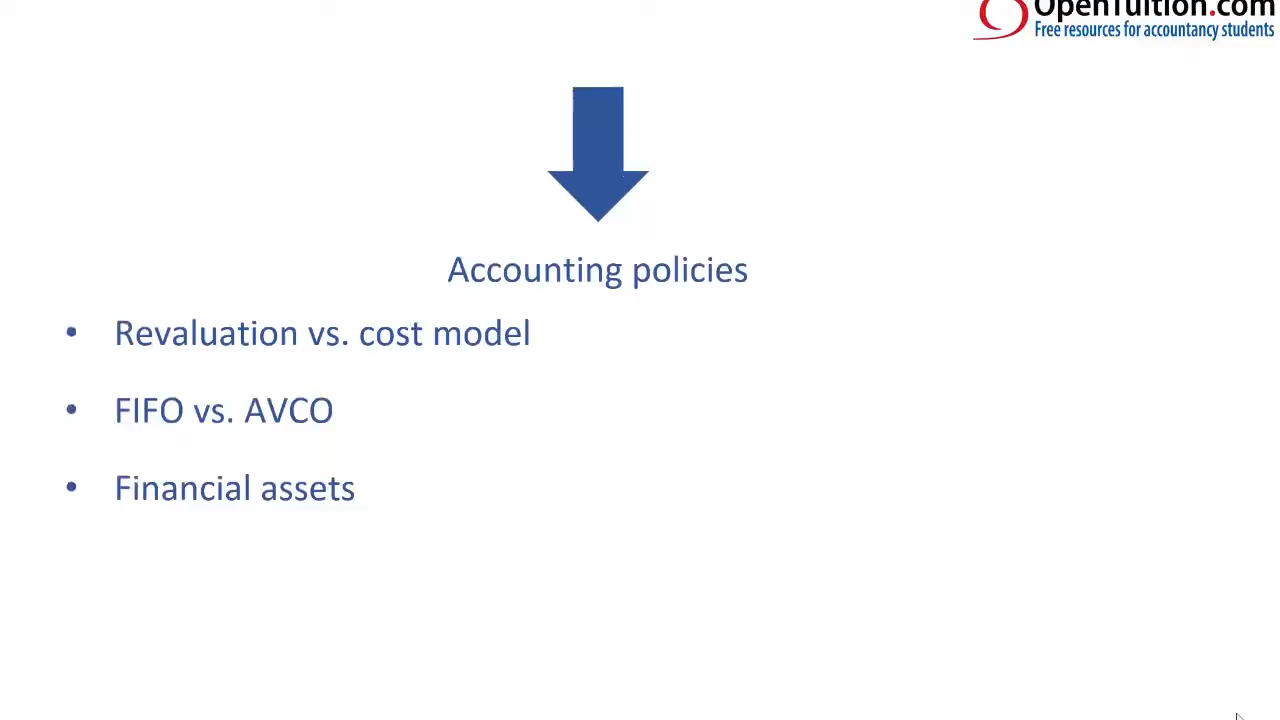 OpenTuition.com
Free resources for accountancy students
Accounting policies
• Revaluation vs. cost model
• FIFO vs. AVCO
• Financial assets